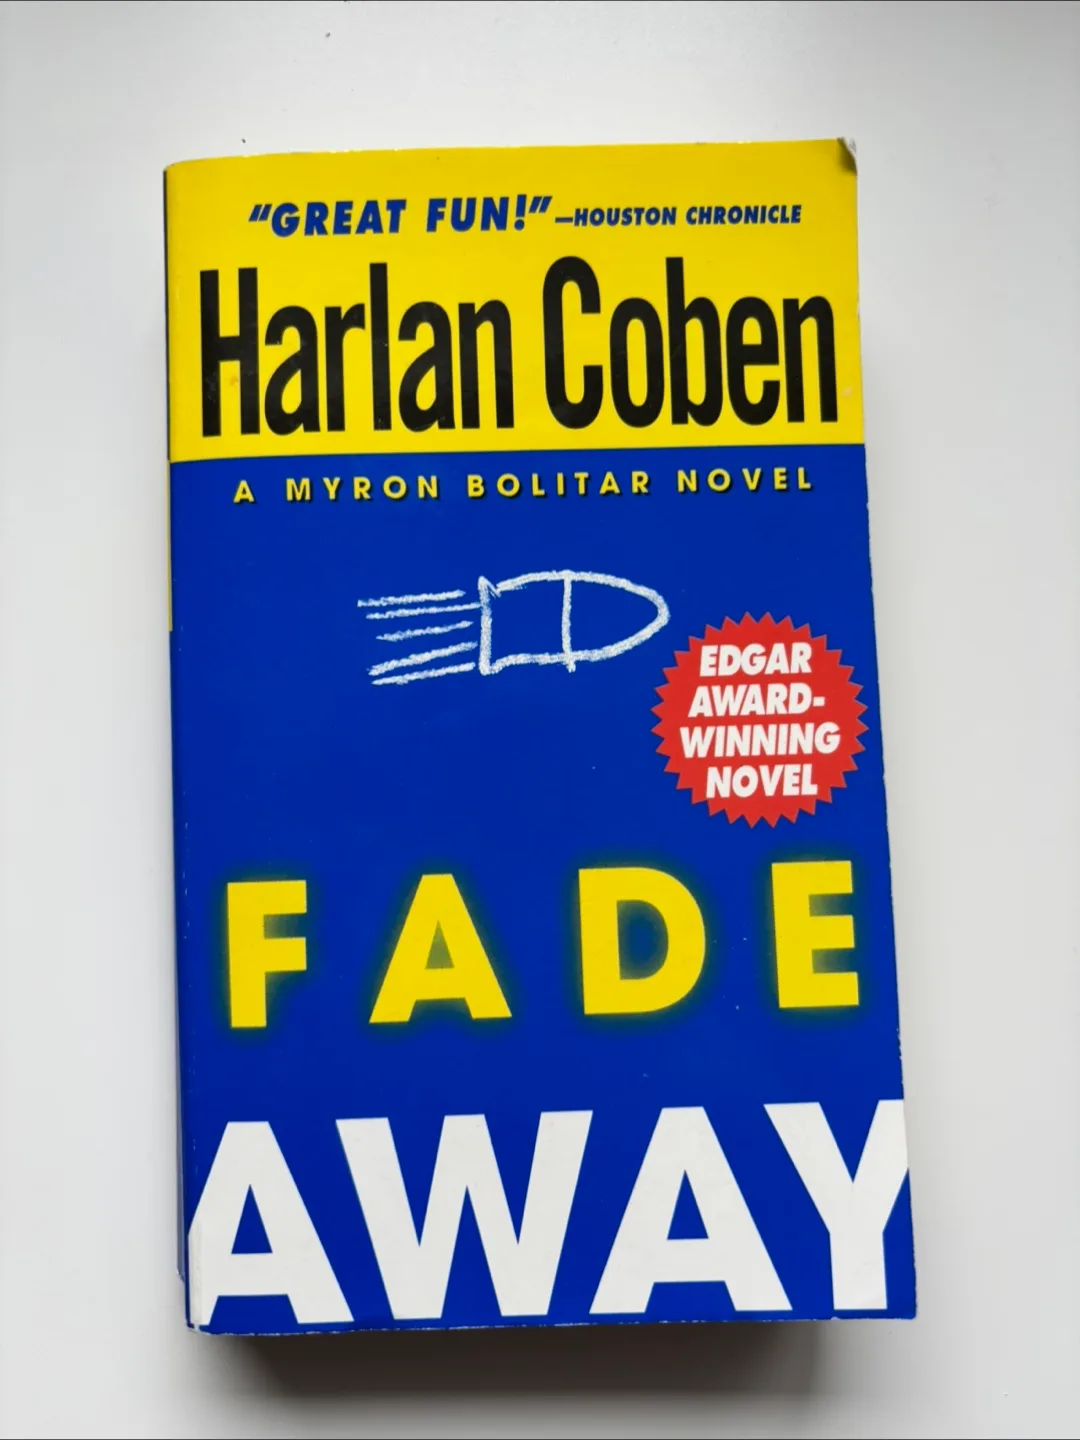 "GREAT FUN!" —HOUSTON CHRONICLE
Harlan Coben
A MYRON BOLITAR NOVEL
EDGAR
AWARD-
WINNING
NOVEL
FADE
AWAY